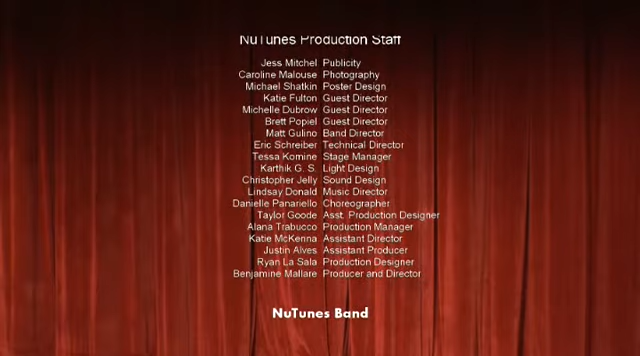 NuTunes Production Staff
Jess Mitchel Publicity
Caroline Malouse Photography
Michael Shatkin Poster Design
Katie Fulton Guest Director
Michelle Dubrow Guest Director
Brett Popiel Guest Director
Matt Gulino Band Director
Eric Schreiber Technical Director
Tessa Komine Stage Manager
Karthik G. S. Light Design
Christopher Jelly Sound Design
Lindsay Donald Music Director
Danielle Panariello Choreographer
Taylor Goode Asst. Production Designer
Alana Trabucco Production Manager
Katie McKenna Assistant Director
Justin Alves Assistant Producer
Ryan La Sala Production Designer
Benjamine Mallare Producer and Director
NuTunes Band